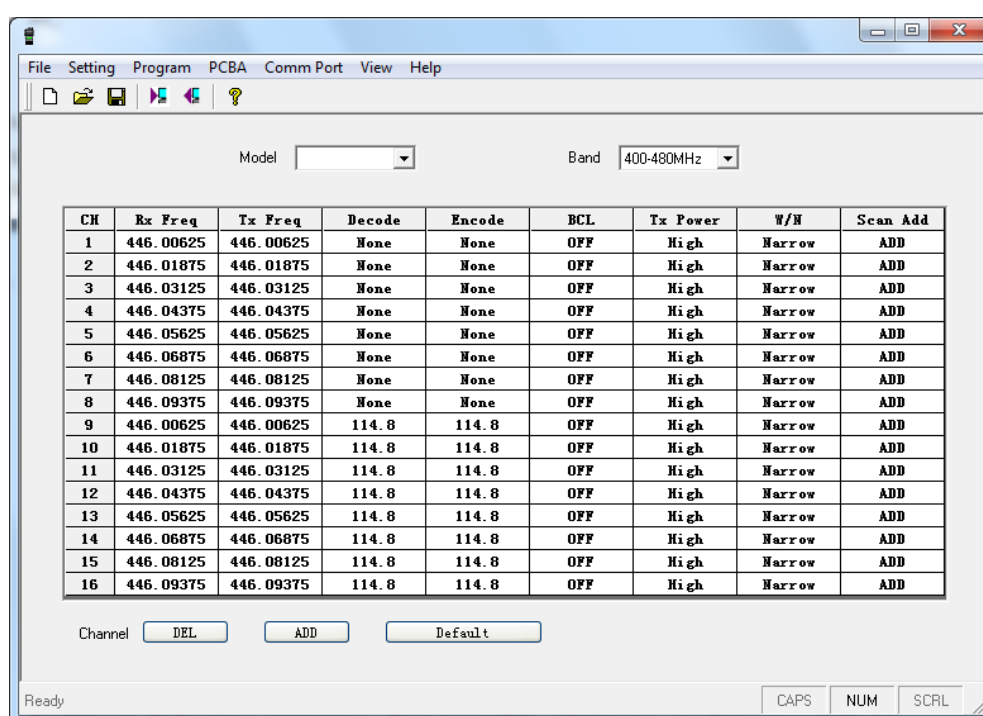 File Setting Program PCBA Comm Port View Help
Model Band 400-480MHz
CH Rx Freq Tx Freq Decode Encode BCL Tx Power W/N Scan Add
1 446.00625 446.00625 None None OFF High Narrow ADD
2 446.01875 446.01875 None None OFF High Narrow ADD
3 446.03125 446.03125 None None OFF High Narrow ADD
4 446.04375 446.04375 None None OFF High Narrow ADD
5 446.05625 446.05625 None None OFF High Narrow ADD
6 446.06875 446.06875 None None OFF High Narrow ADD
7 446.08125 446.08125 None None OFF High Narrow ADD
8 446.09375 446.09375 None None OFF High Narrow ADD
9 446.00625 446.00625 114.8 114.8 OFF High Narrow ADD
10 446.01875 446.01875 114.8 114.8 OFF High Narrow ADD
11 446.03125 446.03125 114.8 114.8 OFF High Narrow ADD
12 446.04375 446.04375 114.8 114.8 OFF High Narrow ADD
13 446.05625 446.05625 114.8 114.8 OFF High Narrow ADD
14 446.06875 446.06875 114.8 114.8 OFF High Narrow ADD
15 446.08125 446.08125 114.8 114.8 OFF High Narrow ADD
16 446.09375 446.09375 114.8 114.8 OFF High Narrow ADD
Channel DEL ADD Default
Ready CAPS NUM SCRL